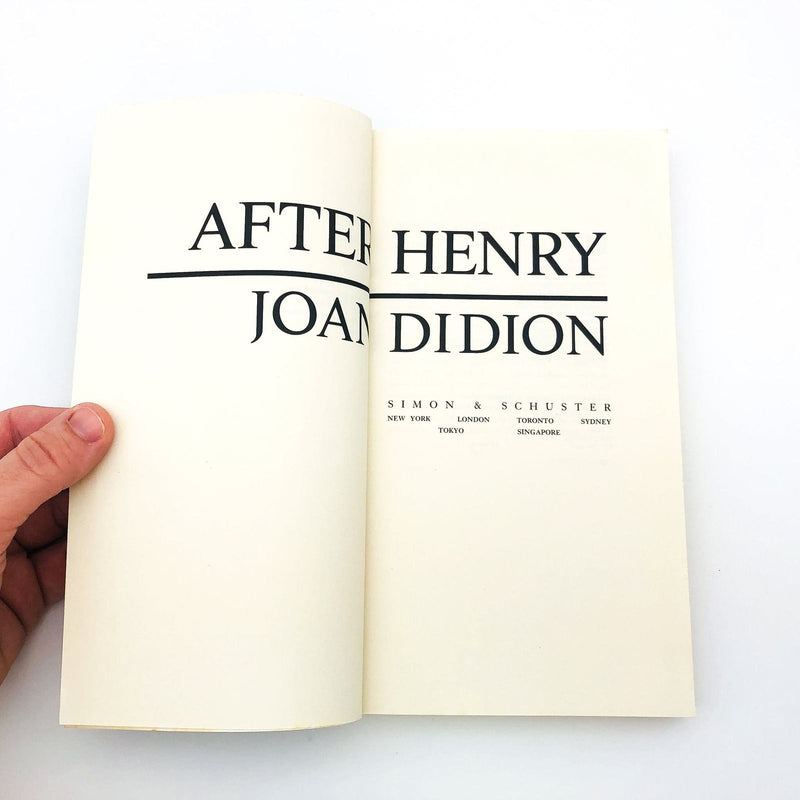 AFTER HENRY
JOAN DIDION
SIMON & SCHUSTER
NEW YORK LONDON TORONTO SYDNEY
TOKYO SINGAPORE